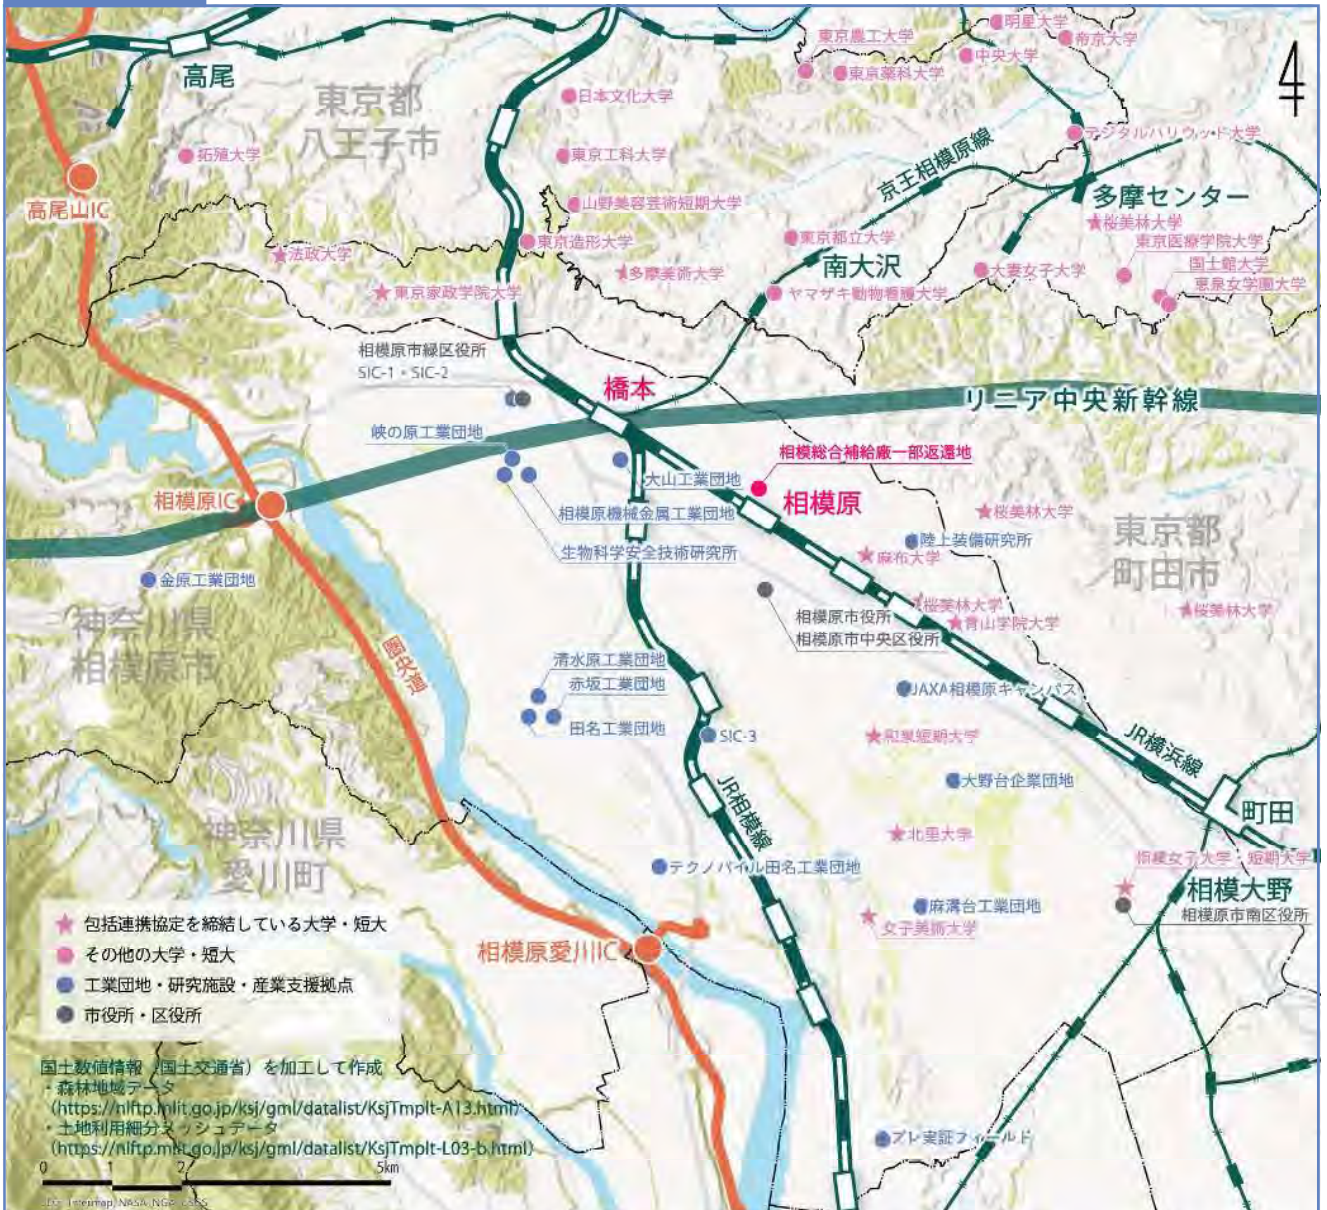 明星大学
東京農工大学
帝京大学
中央大学
東京薬科大学
高尾
東京都
八王子市
日本文化大学
デジタルハリウッド大学
拓殖大学
東京工科大学
京王相模原線
多摩センター
高尾山IC
山野美容芸術短期大学
桜美林大学
東京造形大学
東京都立大学
東京医療学院大学
法政大学
南大沢
国士舘大学
多摩美術大学
大妻女子大学
恵泉女学園大学
東京家政学院大学
ヤマザキ動物看護大学
相模原市緑区役所
SIC-1・SIC-2
橋本
リニア中央新幹線
峡の原工業団地
相模総合補給廠一部返還地
大山工業団地
相模原IC
相模原
相模原機械金属工業団地
桜美林大学
東京都
町田市
陸上装備研究所
生物科学安全技術研究所
麻布大学
金原工業団地
神奈川県
相模原市
桜美林大学
桜美林大学
相模原市役所
青山学院大学
相模原市中央区役所
圏央道
清水原工業団地
赤坂工業団地
JAXA相模原キャンパス
田名工業団地
SIC-3
和泉短期大学
JR横浜線
大野台企業団地
JR相模線
町田
神奈川県
愛川町
北里大学
相模女子大学・短期大学
テクノパイル田名工業団地
相模大野
麻溝台工業団地
相模原市南区役所
女子美術大学
相模原愛川IC
包括連携協定を締結している大学・短大
その他の大学・短大
工業団地・研究施設・産業支援拠点
市役所・区役所
国土数値情報（国土交通省）を加工して作成
・森林地域データ
（https://nlftp.mlit.go.jp/ksj/gml/datalist/KsjTmplt-A13.html）
・土地利用細分メッシュデータ
（https://nlftp.mlit.go.jp/ksj/gml/datalist/KsjTmplt-L03-b.html）
プレ実証フィールド
0 1 2 5km
Esri, Intermap, NASA, NGA, USGS